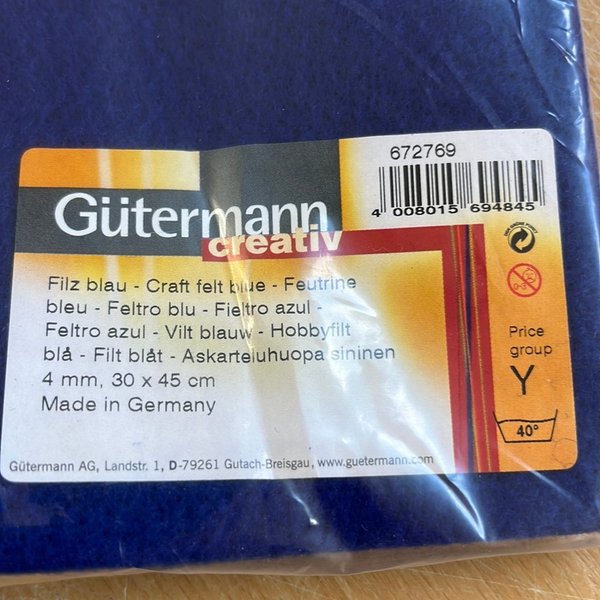 672769
4 008015 694845
Gütermann
creativ
Filz blau - Craft felt blue - Feutrine
bleu - Feltro blu - Fieltro azul -
Feltro azul - Vilt blauw - Hobbyfilt
blå - Filt blåt - Askarteluhuopa sininen
4 mm, 30 x 45 cm
Made in Germany
Price
group
Y
40°
Gütermann AG, Landstr. 1, D-79261 Gutach-Breisgau, www.guetermann.com